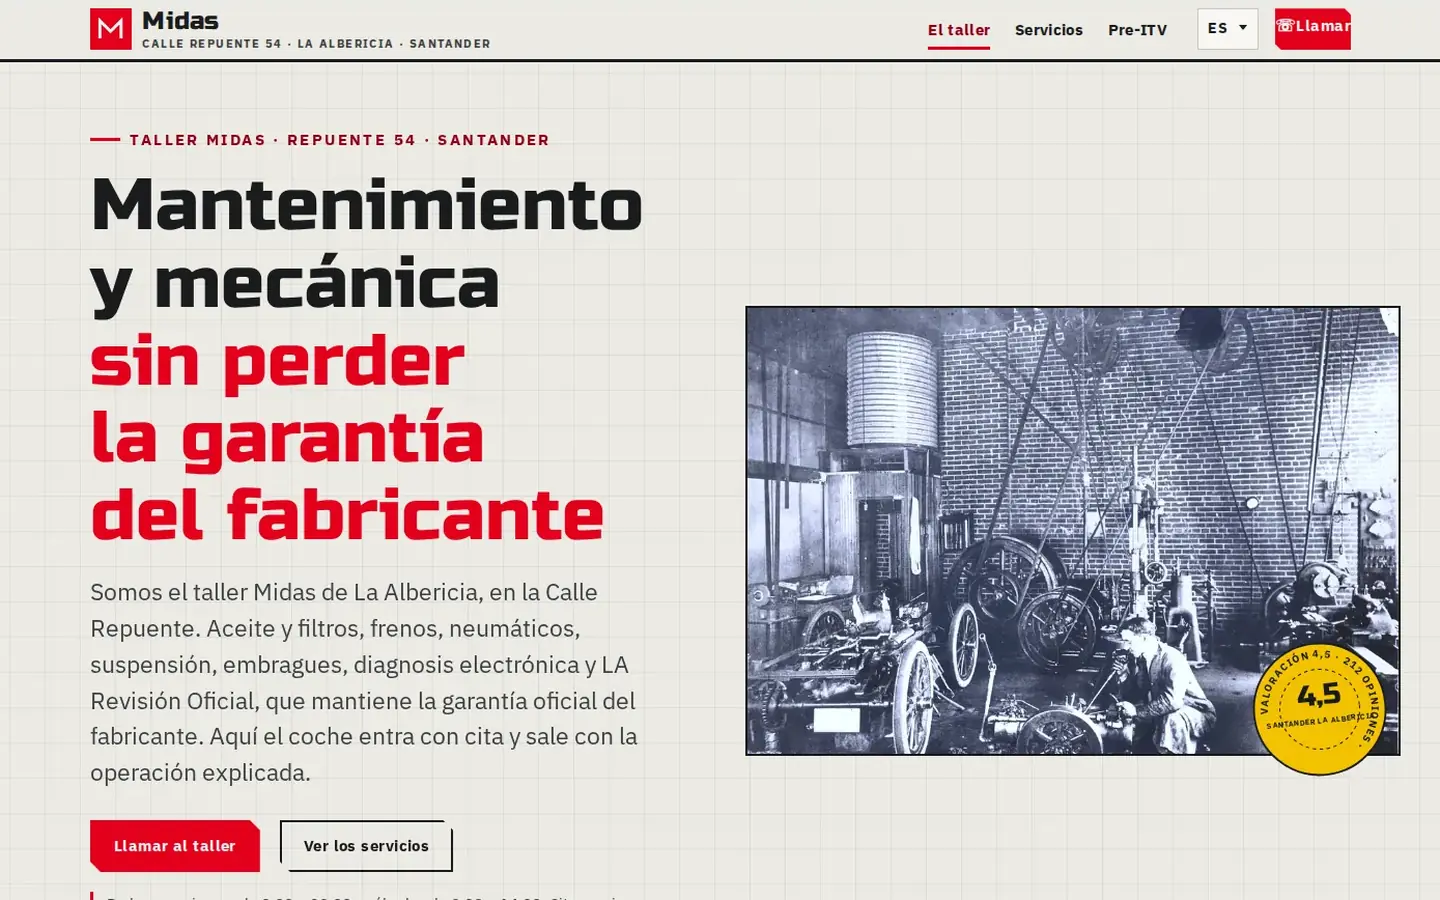 Midas
CALLE REPUENTE 54 · LA ALBERICIA · SANTANDER
El taller
Servicios
Pre-ITV
ES
☏Llamar
TALLER MIDAS · REPUENTE 54 · SANTANDER
Mantenimiento
y mecánica
sin perder
la garantía
del fabricante
Somos el taller Midas de La Albericia, en la Calle
Repuente. Aceite y filtros, frenos, neumáticos,
suspensión, embragues, diagnosis electrónica y LA
Revisión Oficial, que mantiene la garantía oficial del
fabricante. Aquí el coche entra con cita y sale con la
operación explicada.
VALORACIÓN 4,5 · 212 OPINIONES ·
4,5
SANTANDER LA ALBERICIA
Llamar al taller
Ver los servicios